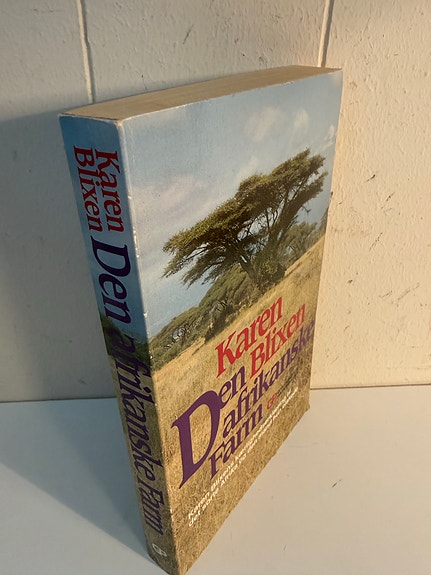 Karen
Blixen
Den afrikanske Farm
Karen
Blixen
Den
afrikanske
Farm